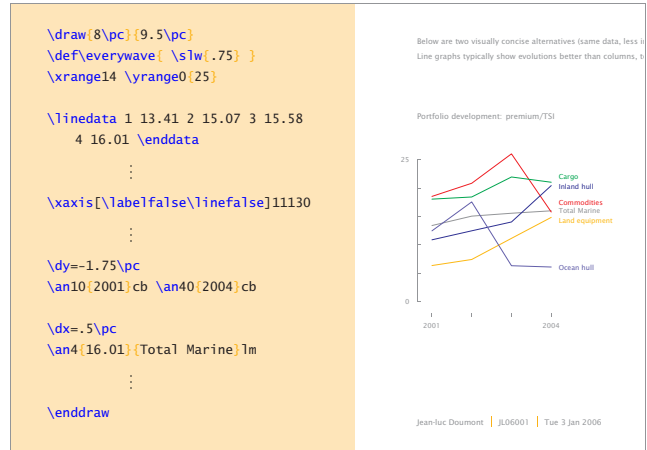 \draw{8\pc}{9.5\pc}
\def\everywave{ \slw{.75} }
\xrange14 \yrange0{25}
\linedata 1 13.41 2 15.07 3 15.58
4 16.01 \enddata
⋮
\xaxis[\labelfalse\linefalse]11130
⋮
\dy=-1.75\pc
\an10{2001}cb \an40{2004}cb
\dx=.5\pc
\an4{16.01}{Total Marine}lm
⋮
\enddraw
Below are two visually concise alternatives (same data, less
Line graphs typically show evolutions better than columns,
Portfolio development: premium/TSI
25
Cargo
Inland hull
Commodities
Total Marine
Land equipment
Ocean hull
0
2001 2004
Jean-luc Doumont | JL06001 | Tue 3 Jan 2006